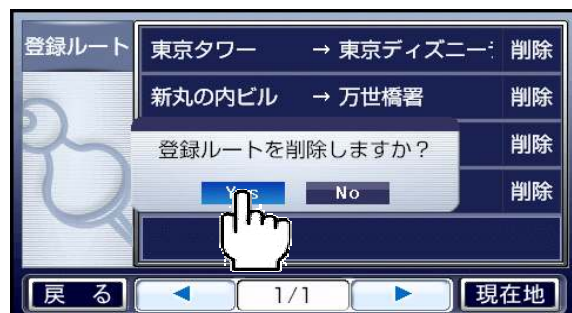 登録ルート
東京タワー → 東京ディズニー 削除
新丸の内ビル → 万世橋署 削除
削除
削除
登録ルートを削除しますか？
Yes No
戻る ◀ 1/1 ▶ 現在地